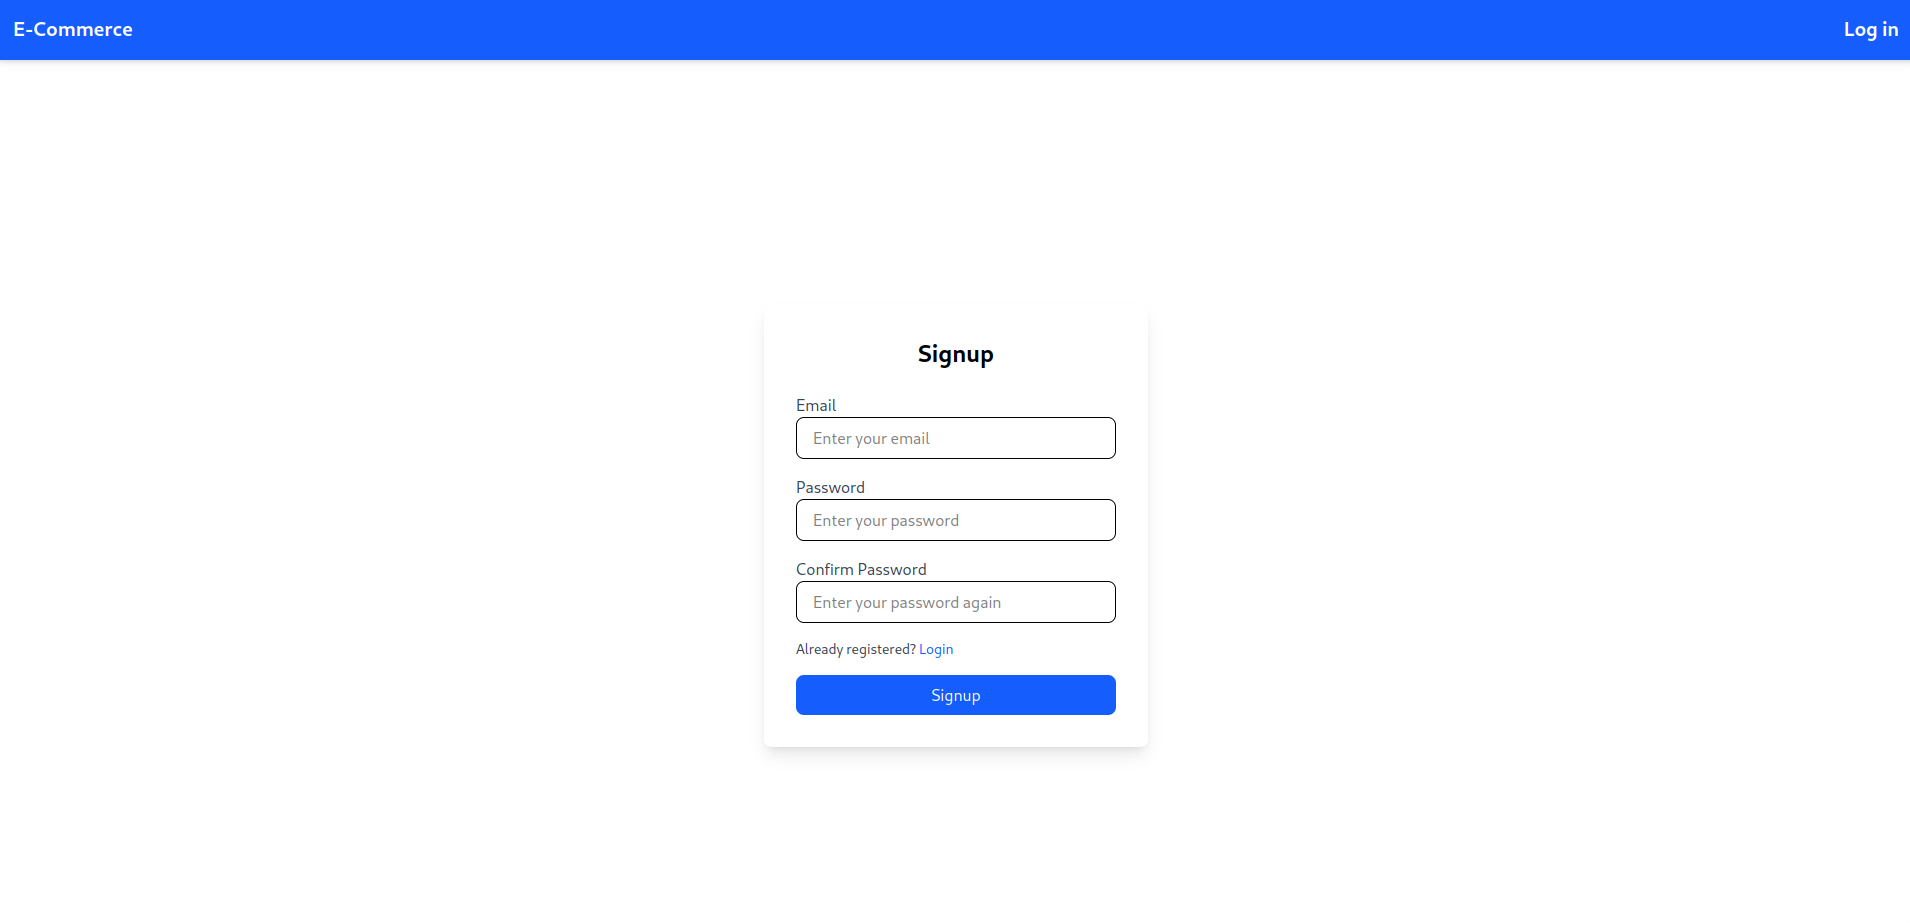 E-Commerce
Log in
Signup
Email
Enter your email
Password
Enter your password
Confirm Password
Enter your password again
Already registered? Login
Signup